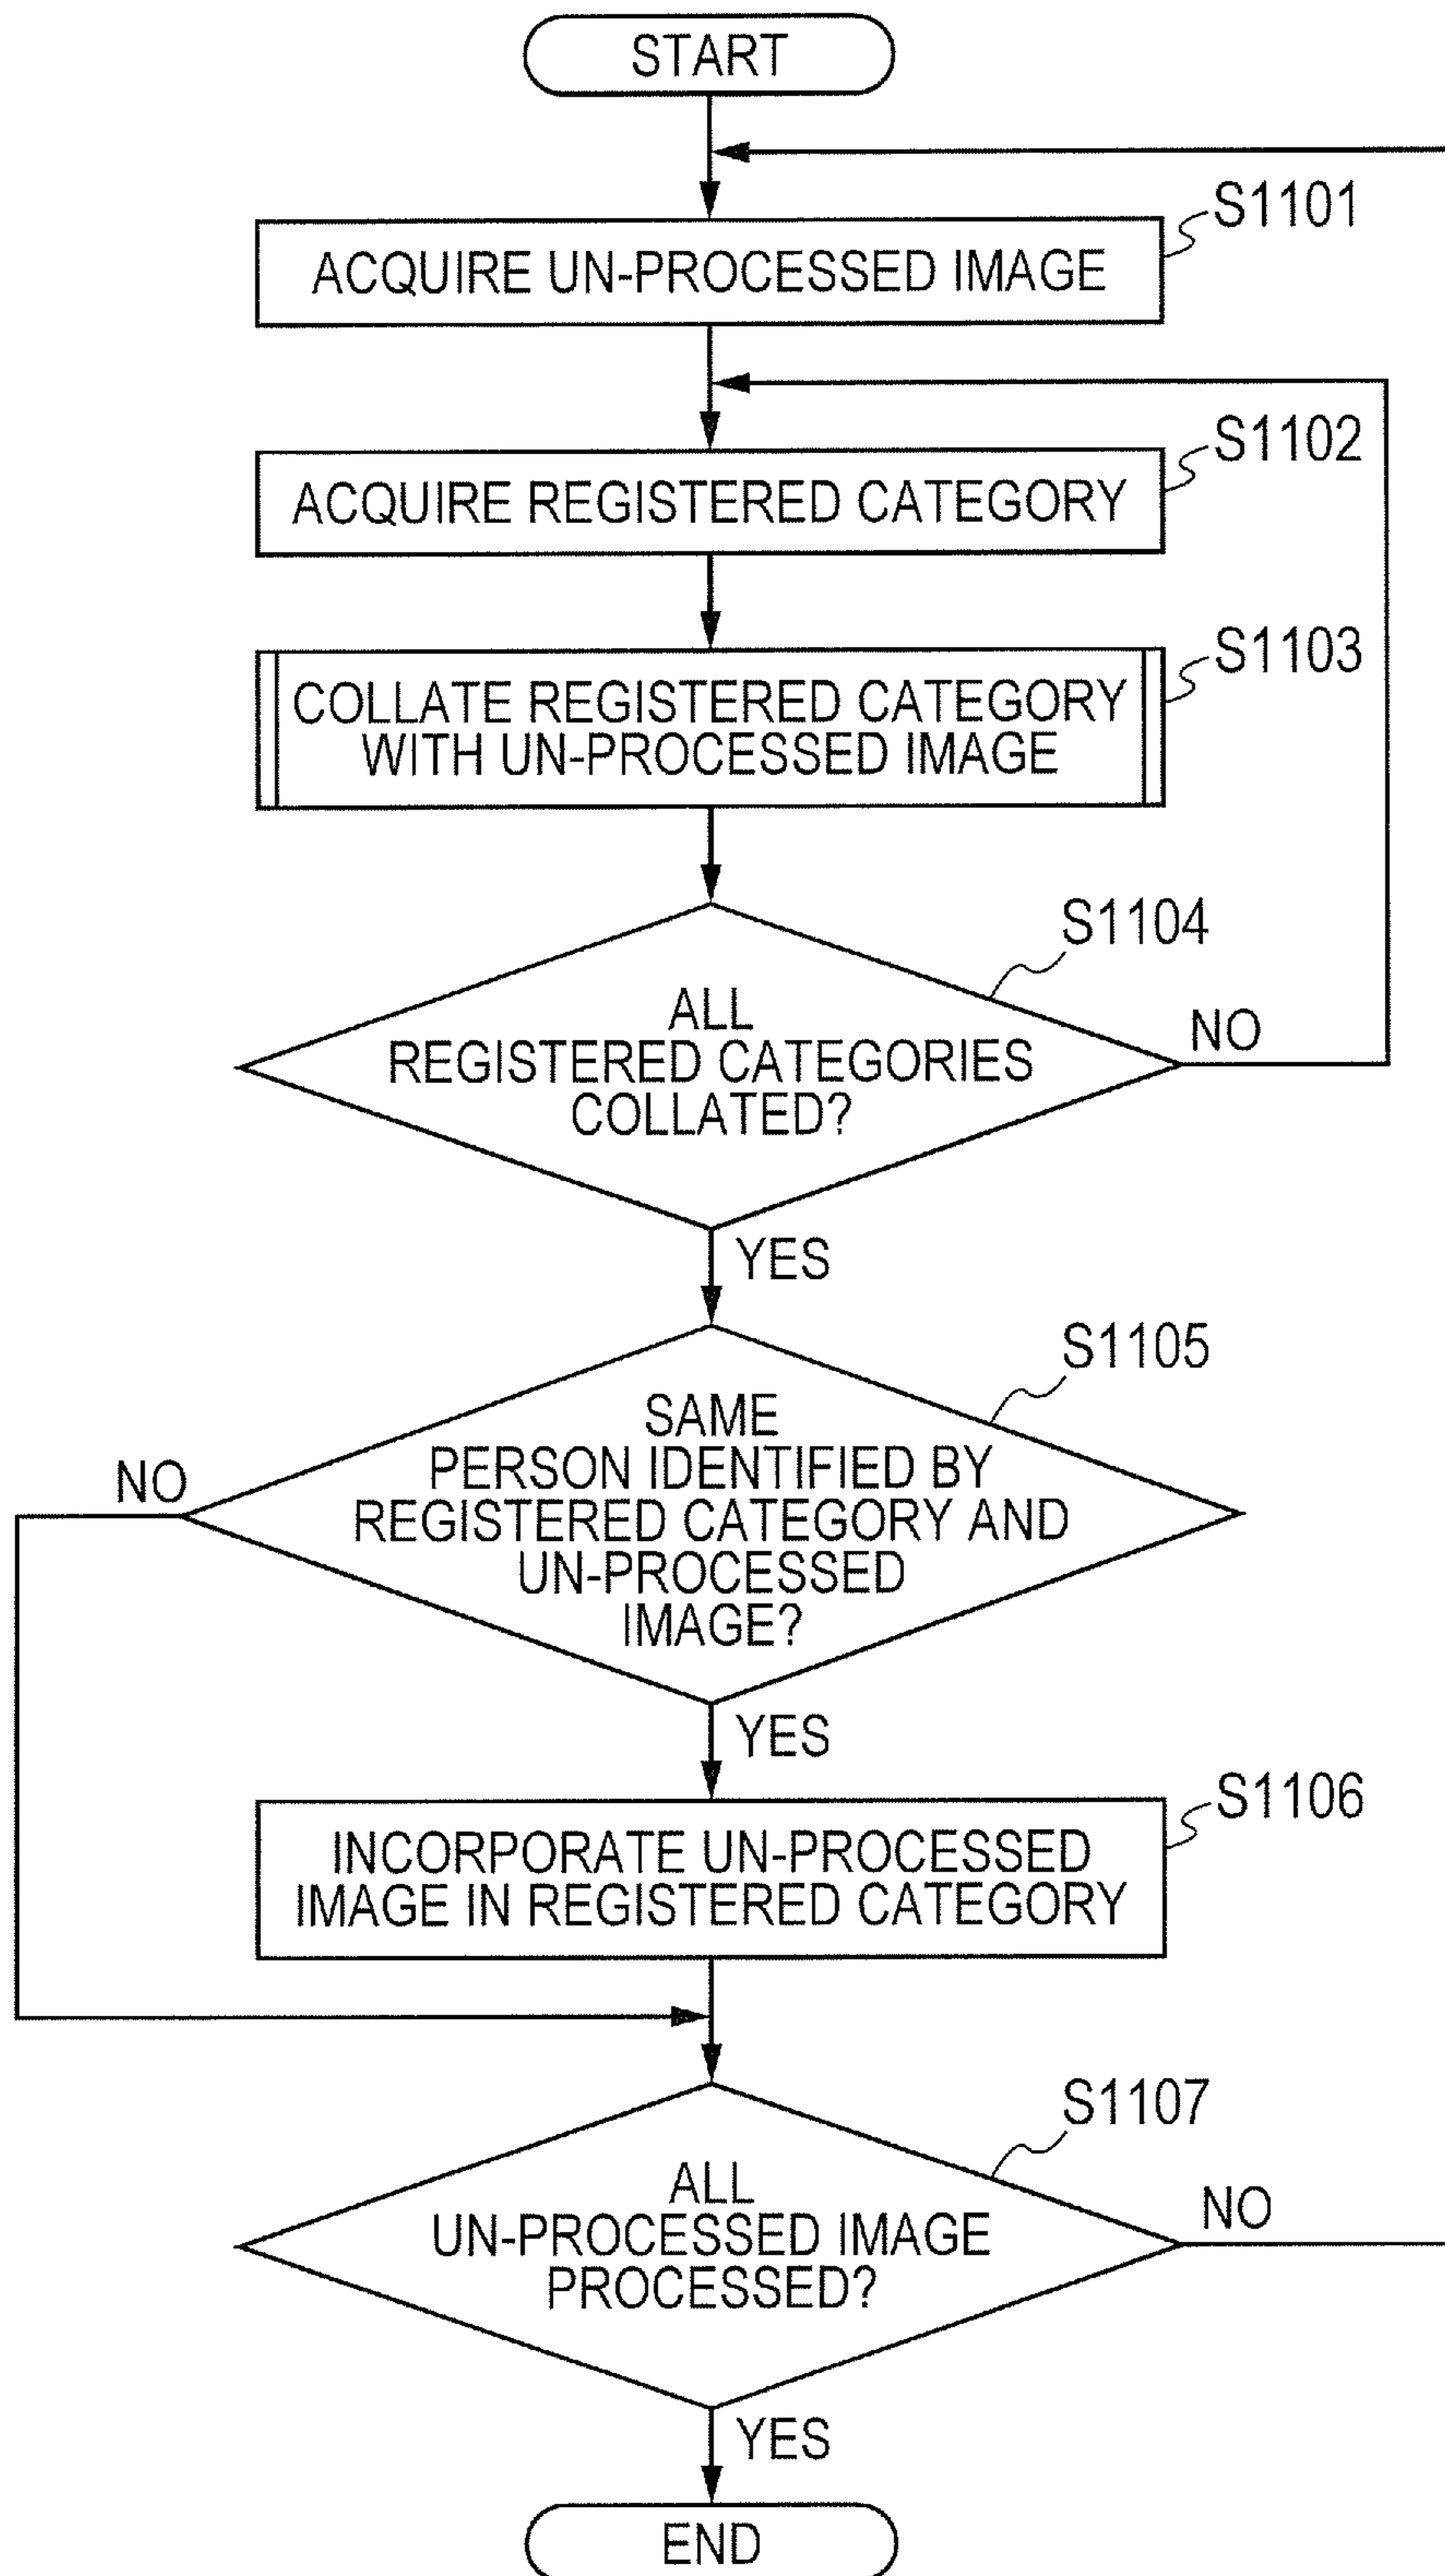 START
S1101
ACQUIRE UN-PROCESSED IMAGE
S1102
ACQUIRE REGISTERED CATEGORY
S1103
COLLATE REGISTERED CATEGORY
WITH UN-PROCESSED IMAGE
S1104
ALL
REGISTERED CATEGORIES
COLLATED?
NO
YES
S1105
SAME
PERSON IDENTIFIED BY
REGISTERED CATEGORY AND
UN-PROCESSED
IMAGE?
NO
YES
S1106
INCORPORATE UN-PROCESSED
IMAGE IN REGISTERED CATEGORY
S1107
ALL
UN-PROCESSED IMAGE
PROCESSED?
NO
YES
END